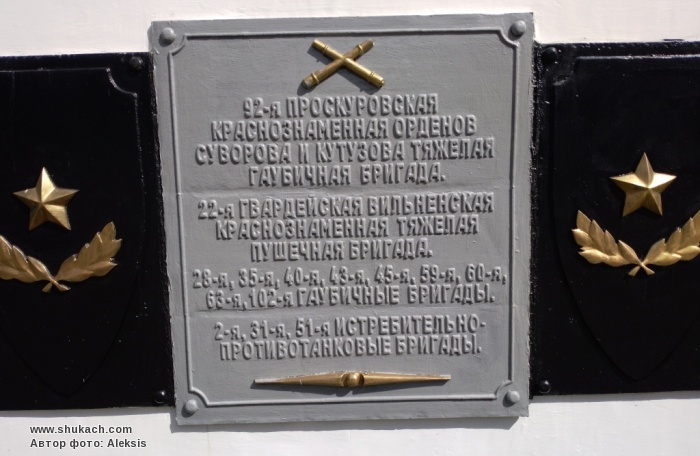 92-я ПРОСКУРОВСКАЯ
КРАСНОЗНАМЕННАЯ ОРДЕНОВ
СУВОРОВА И КУТУЗОВА ТЯЖЕЛАЯ
ГАУБИЧНАЯ БРИГАДА.
22-я ГВАРДЕЙСКАЯ ВИЛЬНЕНСКАЯ
КРАСНОЗНАМЕННАЯ ТЯЖЕЛАЯ
ПУШЕЧНАЯ БРИГАДА.
28-я, 35-я, 40-я, 43-я, 45-я, 59-я, 60-я,
63-я, 102-я ГАУБИЧНЫЕ БРИГАДЫ.
2-я, 31-я, 51-я ИСТРЕБИТЕЛЬНО-
ПРОТИВОТАНКОВЫЕ БРИГАДЫ.
www.shukach.com
Автор фото: Aleksis